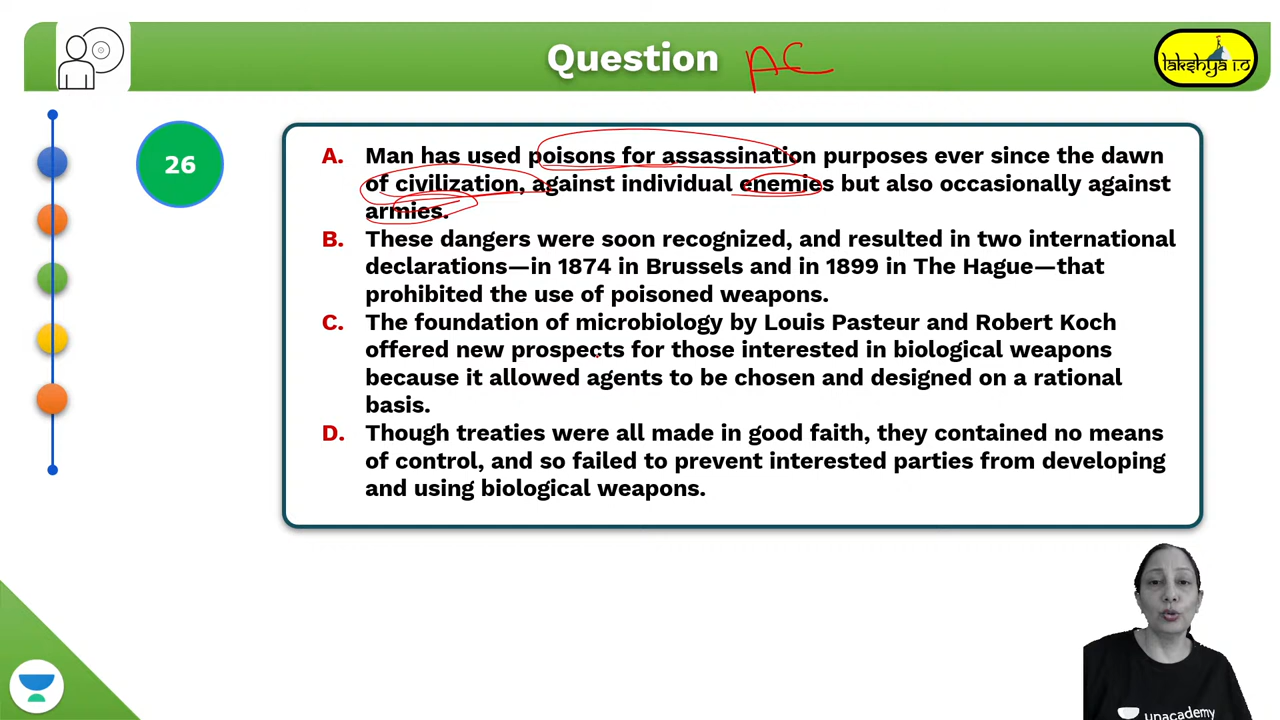 Question AC
lakshya 1.0
26
A. Man has used poisons for assassination purposes ever since the dawn
of civilization, against individual enemies but also occasionally against
armies.
B. These dangers were soon recognized, and resulted in two international
declarations—in 1874 in Brussels and in 1899 in The Hague—that
prohibited the use of poisoned weapons.
C. The foundation of microbiology by Louis Pasteur and Robert Koch
offered new prospects for those interested in biological weapons
because it allowed agents to be chosen and designed on a rational
basis.
D. Though treaties were all made in good faith, they contained no means
of control, and so failed to prevent interested parties from developing
and using biological weapons.
unacademy